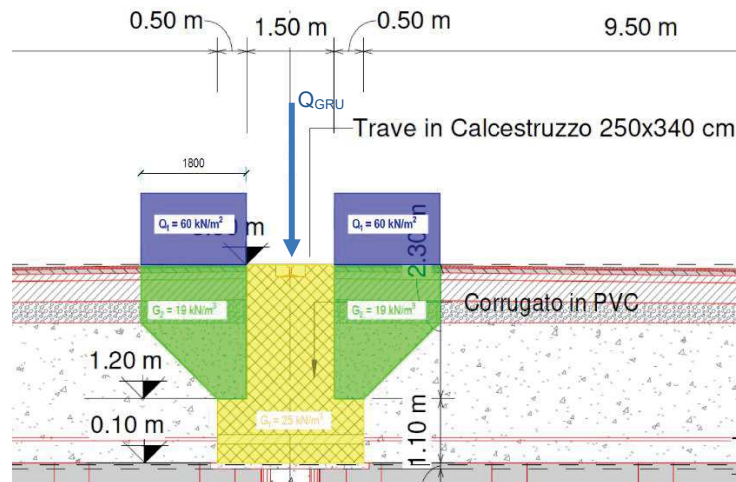 0.50 m 1.50 m 0.50 m 9.50 m
Q_GRU
Trave in Calcestruzzo 250x340 cm
1800
Q₁ = 60 kN/m² Q₁ = 60 kN/m²
2.30 m
G₂ = 19 kN/m³ G₂ = 19 kN/m³
Corrugato in PVC
1.20 m
G₁ = 25 kN/m³
0.10 m
1.10 m